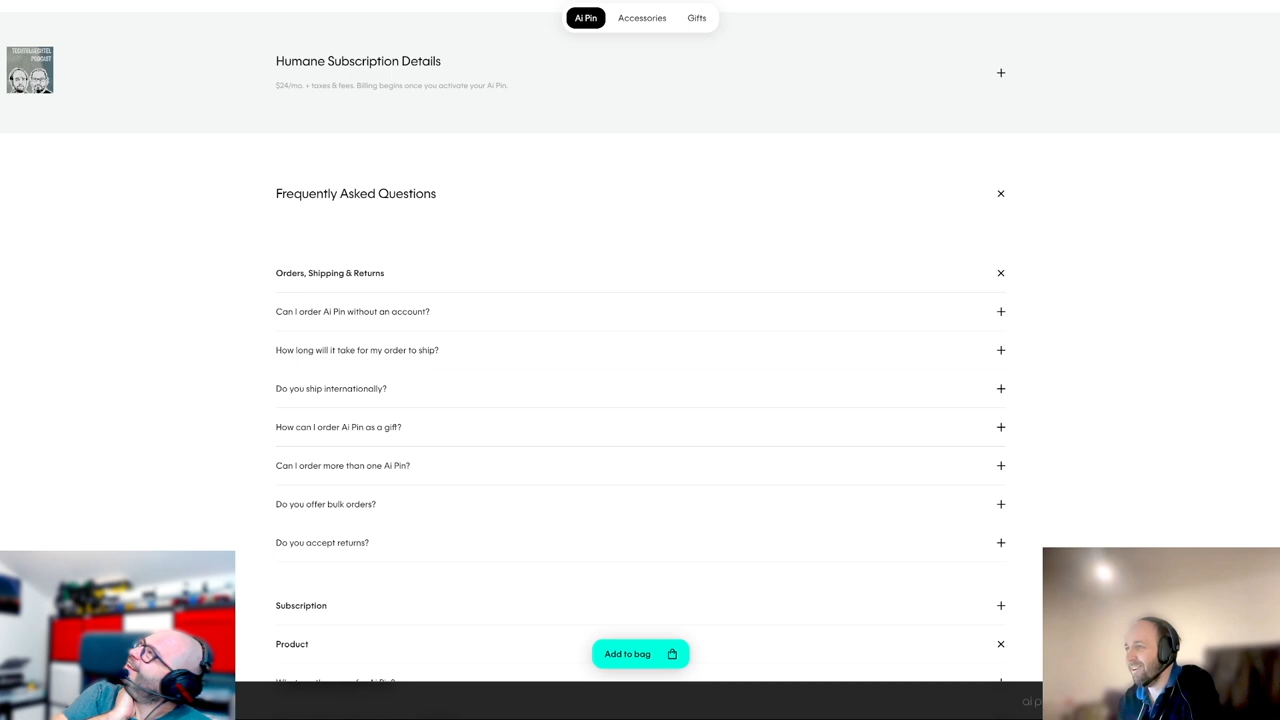 Ai Pin
Accessories
Gifts
TECHTELMECHTEL
PODCAST
Humane Subscription Details
$24/mo. + taxes & fees. Billing begins once you activate your Ai Pin.
Frequently Asked Questions
Orders, Shipping & Returns
Can I order Ai Pin without an account?
How long will it take for my order to ship?
Do you ship internationally?
How can I order Ai Pin as a gift?
Can I order more than one Ai Pin?
Do you offer bulk orders?
Do you accept returns?
Subscription
Product
Add to bag
ai p